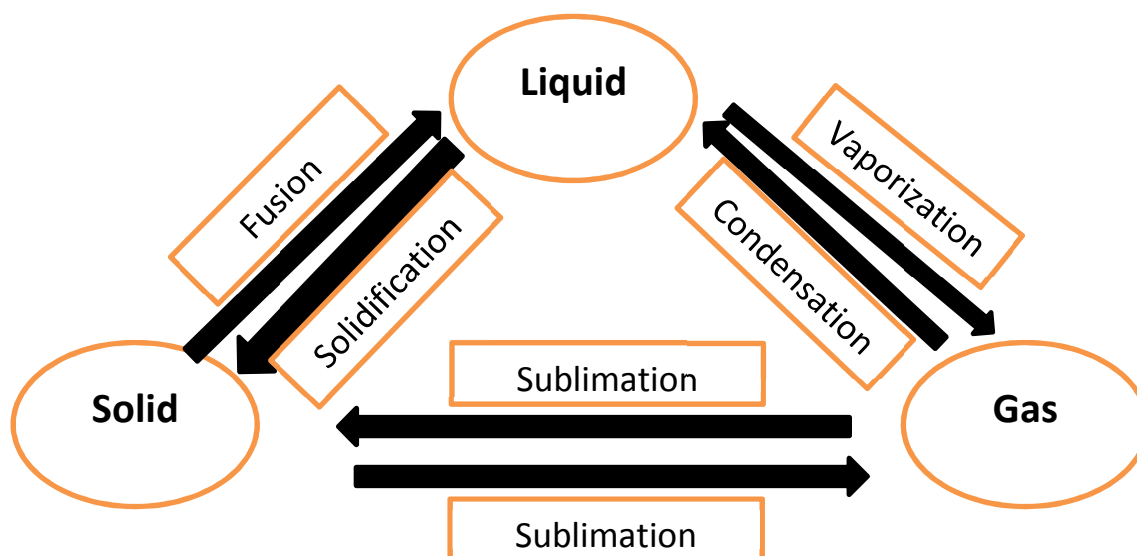 Liquid
Fusion
Vaporization
Solidification
Condensation
Sublimation
Solid
Gas
Sublimation